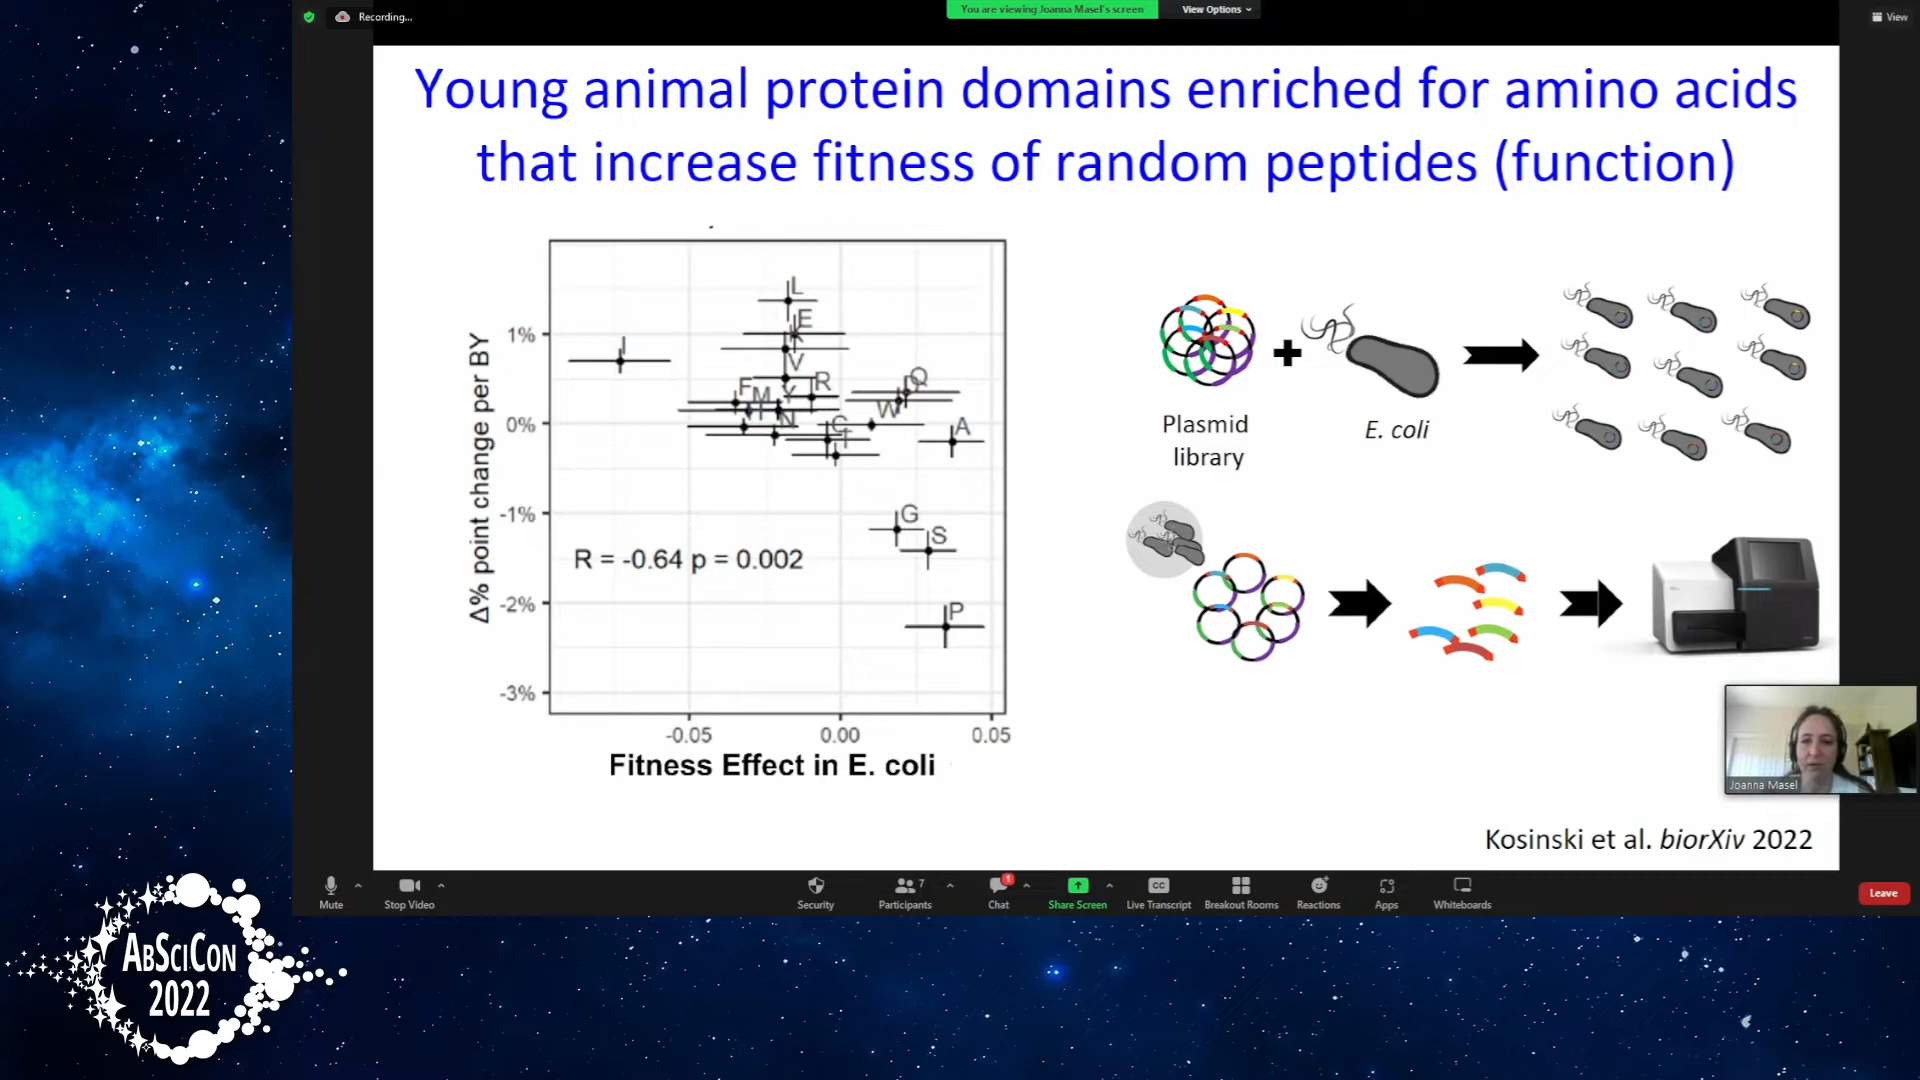 Recording...
You are viewing Joanna Masel's screen
View Options
View
Young animal protein domains enriched for amino acids
that increase fitness of random peptides (function)
Δ% point change per BY
1%
0%
-1%
-2%
-3%
L
E
K
I
V
F
M
Y
R
Q
D
W
N
C
T
A
G
S
P
R = -0.64 p = 0.002
-0.05
0.00
0.05
Fitness Effect in E. coli
Plasmid
library
E. coli
Joanna Masel
Kosinski et al. biorXiv 2022
Mute
Stop Video
Security
7
Participants
1
Chat
Share Screen
CC
Live Transcript
Breakout Rooms
Reactions
Apps
Whiteboards
Leave
AbSciCon
2022